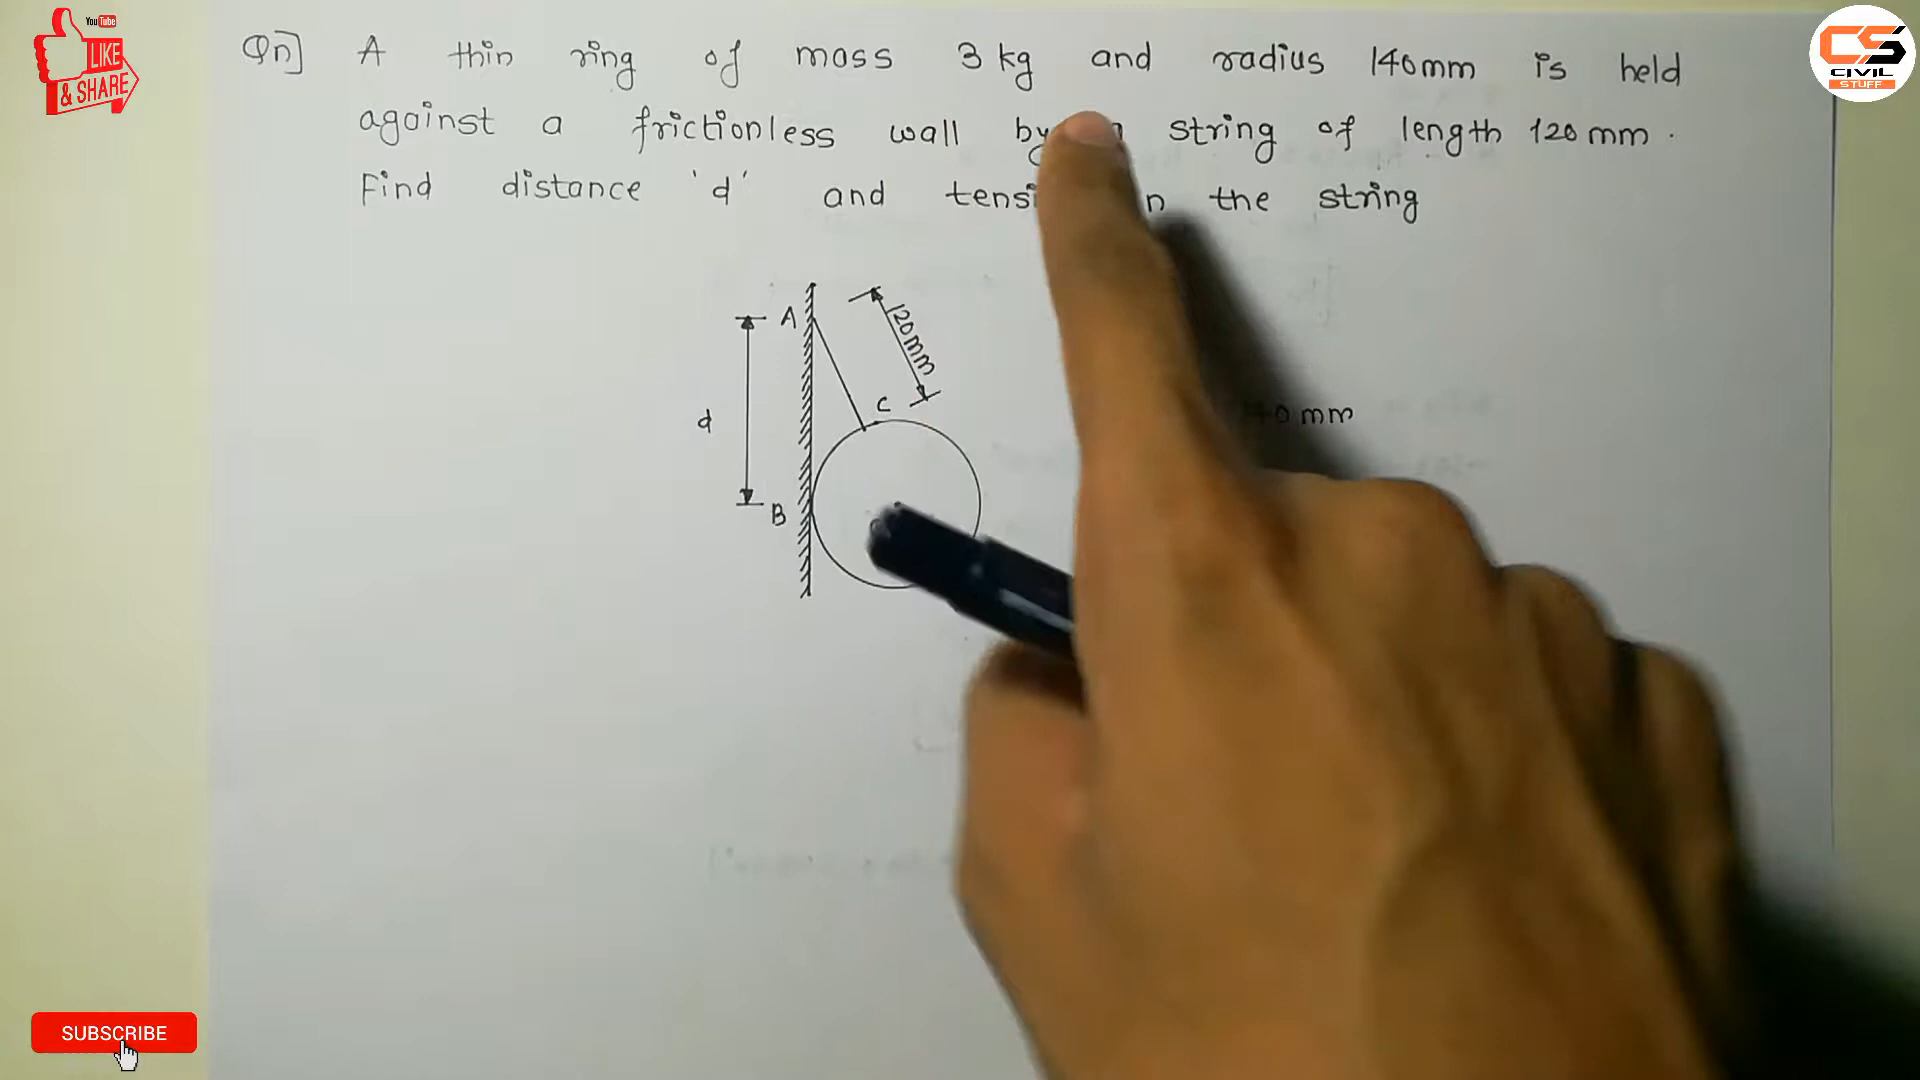 YouTube
LIKE
& SHARE
CS
CIVIL
STUFF
Qn] A thin ring of mass 3 kg and radius 140mm is held
against a frictionless wall by string of length 120 mm.
Find distance 'd' and the string
A
120mm
C
d
mm
B
SUBSCRIBE